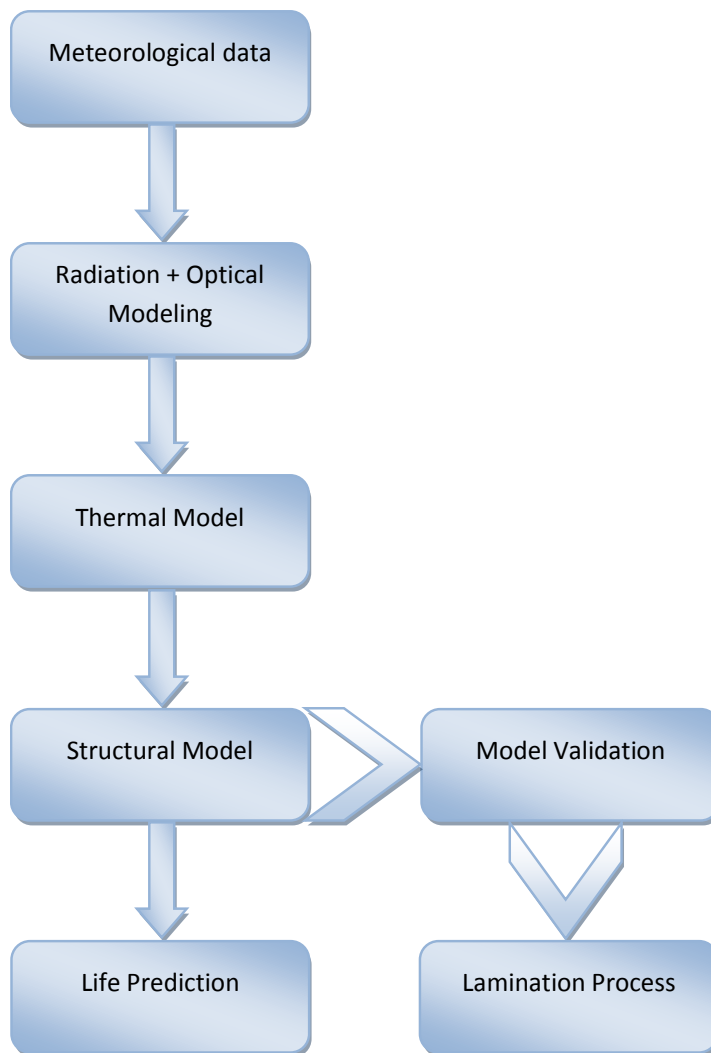 Meteorological data
Radiation + Optical
Modeling
Thermal Model
Structural Model
Model Validation
Life Prediction
Lamination Process